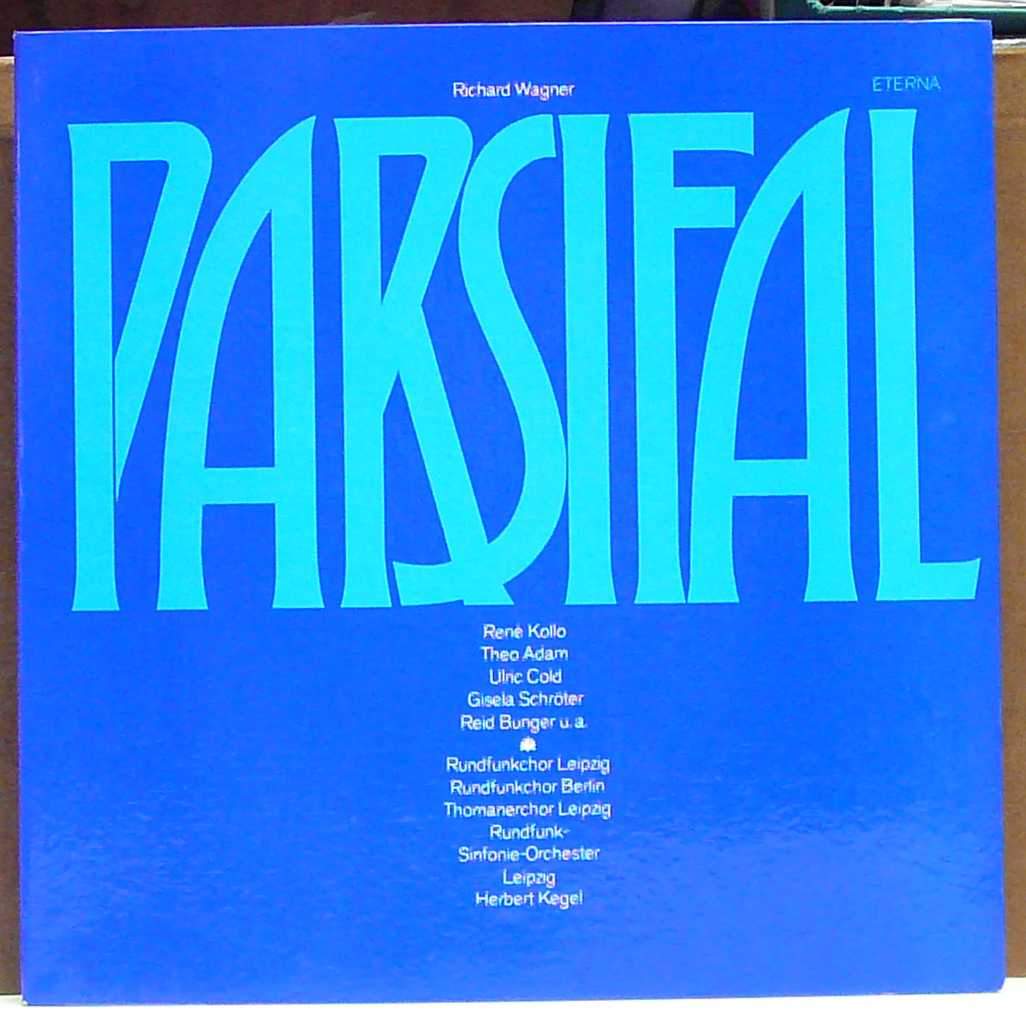 Richard Wagner
ETERNA
PARSIFAL
René Kollo
Theo Adam
Ulric Cold
Gisela Schröter
Reid Bunger u. a.
Rundfunkchor Leipzig
Rundfunkchor Berlin
Thomanerchor Leipzig
Rundfunk-
Sinfonie-Orchester
Leipzig
Herbert Kegel